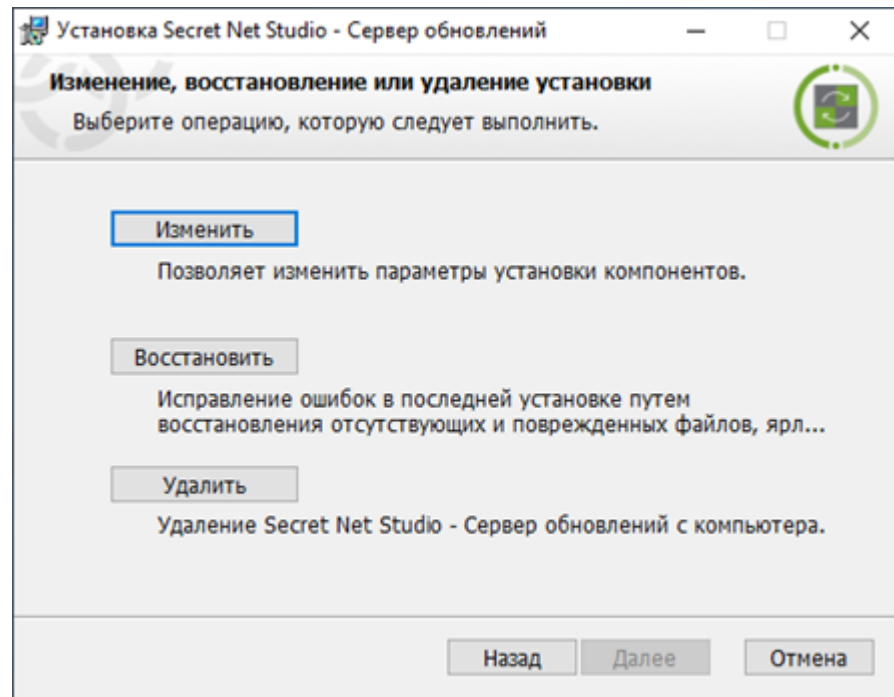 Установка Secret Net Studio - Сервер обновлений
Изменение, восстановление или удаление установки
Выберите операцию, которую следует выполнить.
Изменить
Позволяет изменить параметры установки компонентов.
Восстановить
Исправление ошибок в последней установке путем
восстановления отсутствующих и поврежденных файлов, ярл...
Удалить
Удаление Secret Net Studio - Сервер обновлений с компьютера.
Назад Далее Отмена